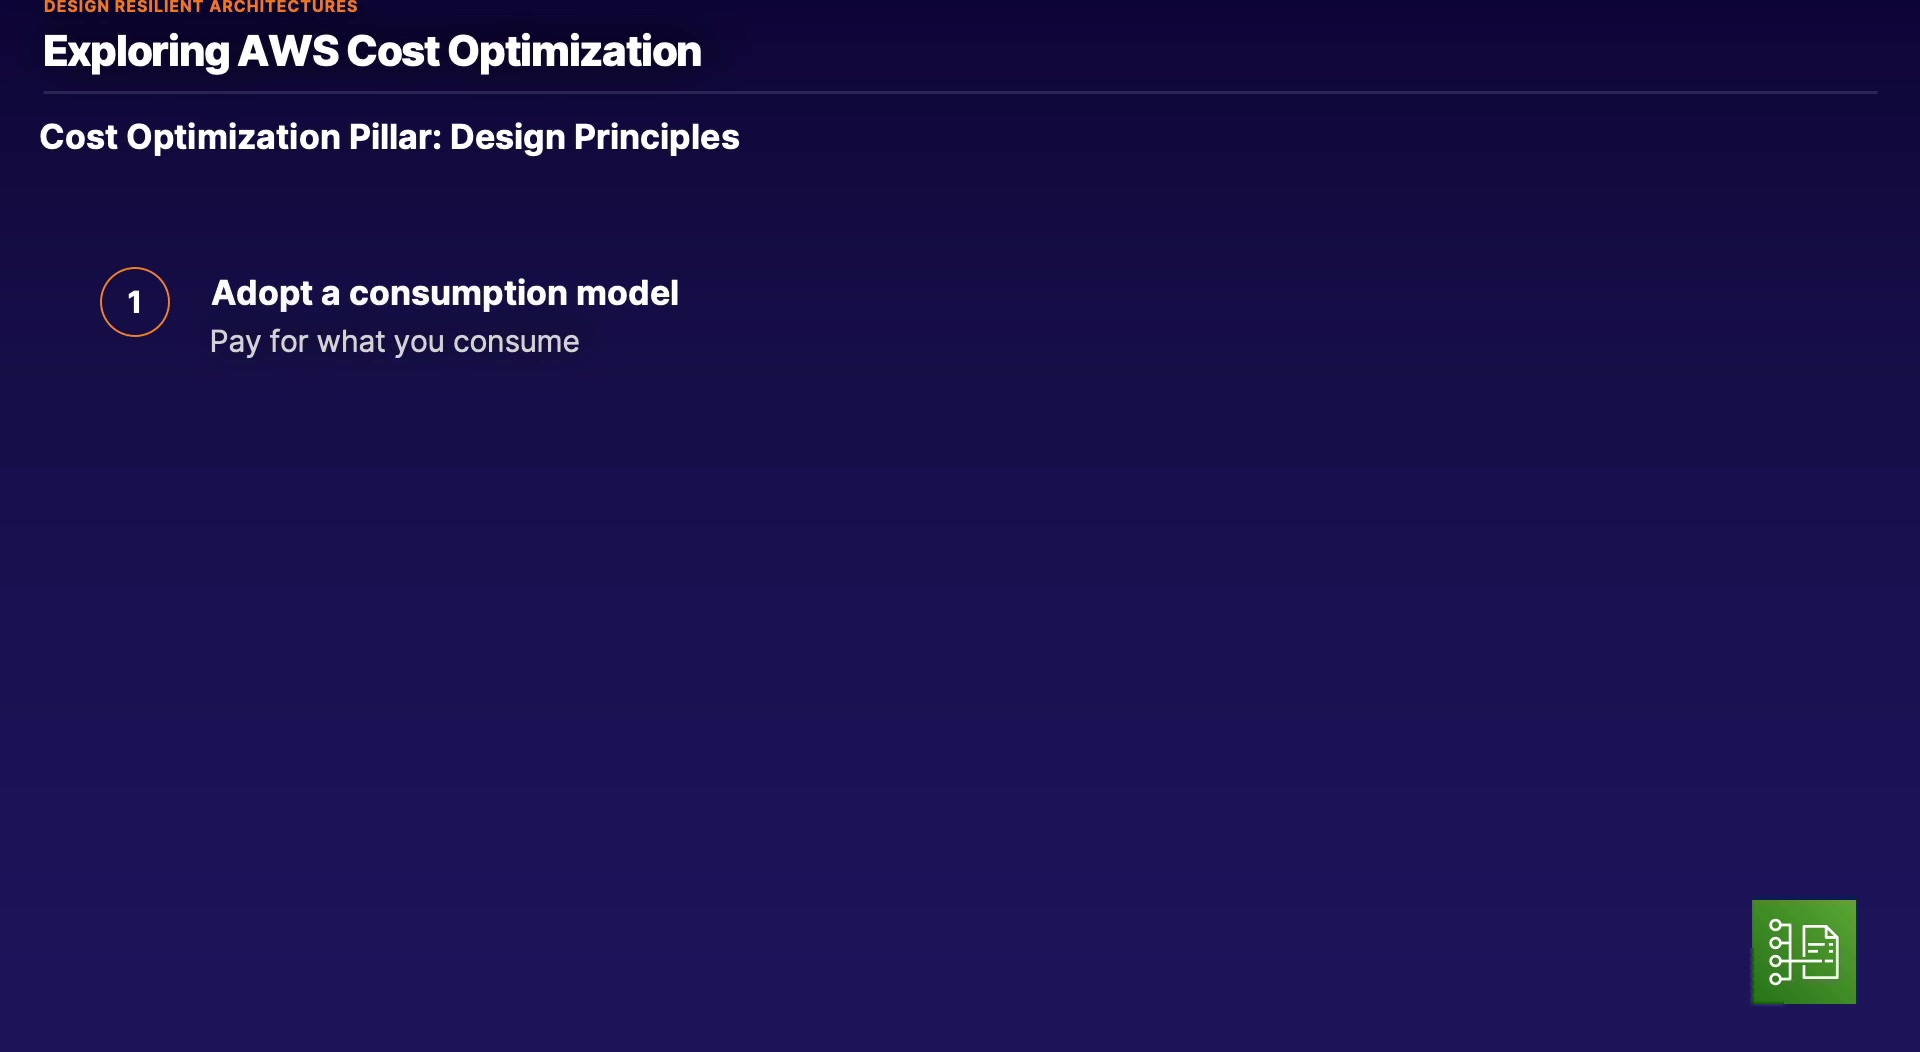 DESIGN RESILIENT ARCHITECTURES
Exploring AWS Cost Optimization
Cost Optimization Pillar: Design Principles
1
Adopt a consumption model
Pay for what you consume